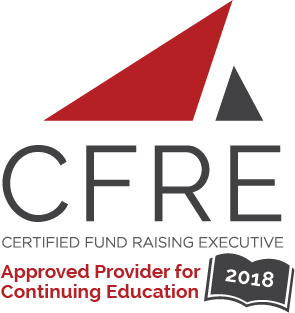 CFRE
CERTIFIED FUND RAISING EXECUTIVE
Approved Provider for
Continuing Education
2018